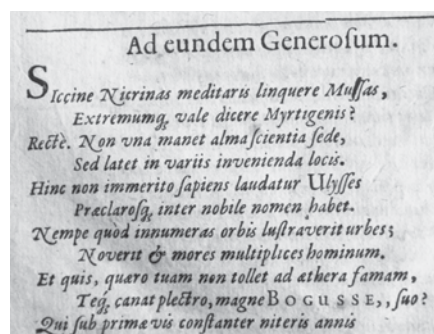 Ad eundem Generoſum.
SIccine Nicrinas meditaris linquere Muſſas,
Extremumq́; vale dicere Myrtigenis?
Rectè. Non vna manet alma ſcientia ſede,
Sed latet in variis invenienda locis.
Hinc non immerito ſapiens laudatur Ulyſſes
Præclaroſq́; inter nobile nomen habet.
Nempe quòd innumeras orbis luſtraverit urbes;
Noverit & mores multiplices hominum.
Et quis, quæro tuam non tollet ad æthera famam,
Teq́; canat plectro, magne BOGUSSE,, ſuo?
Qui ſub primævis conſtanter niteris annis